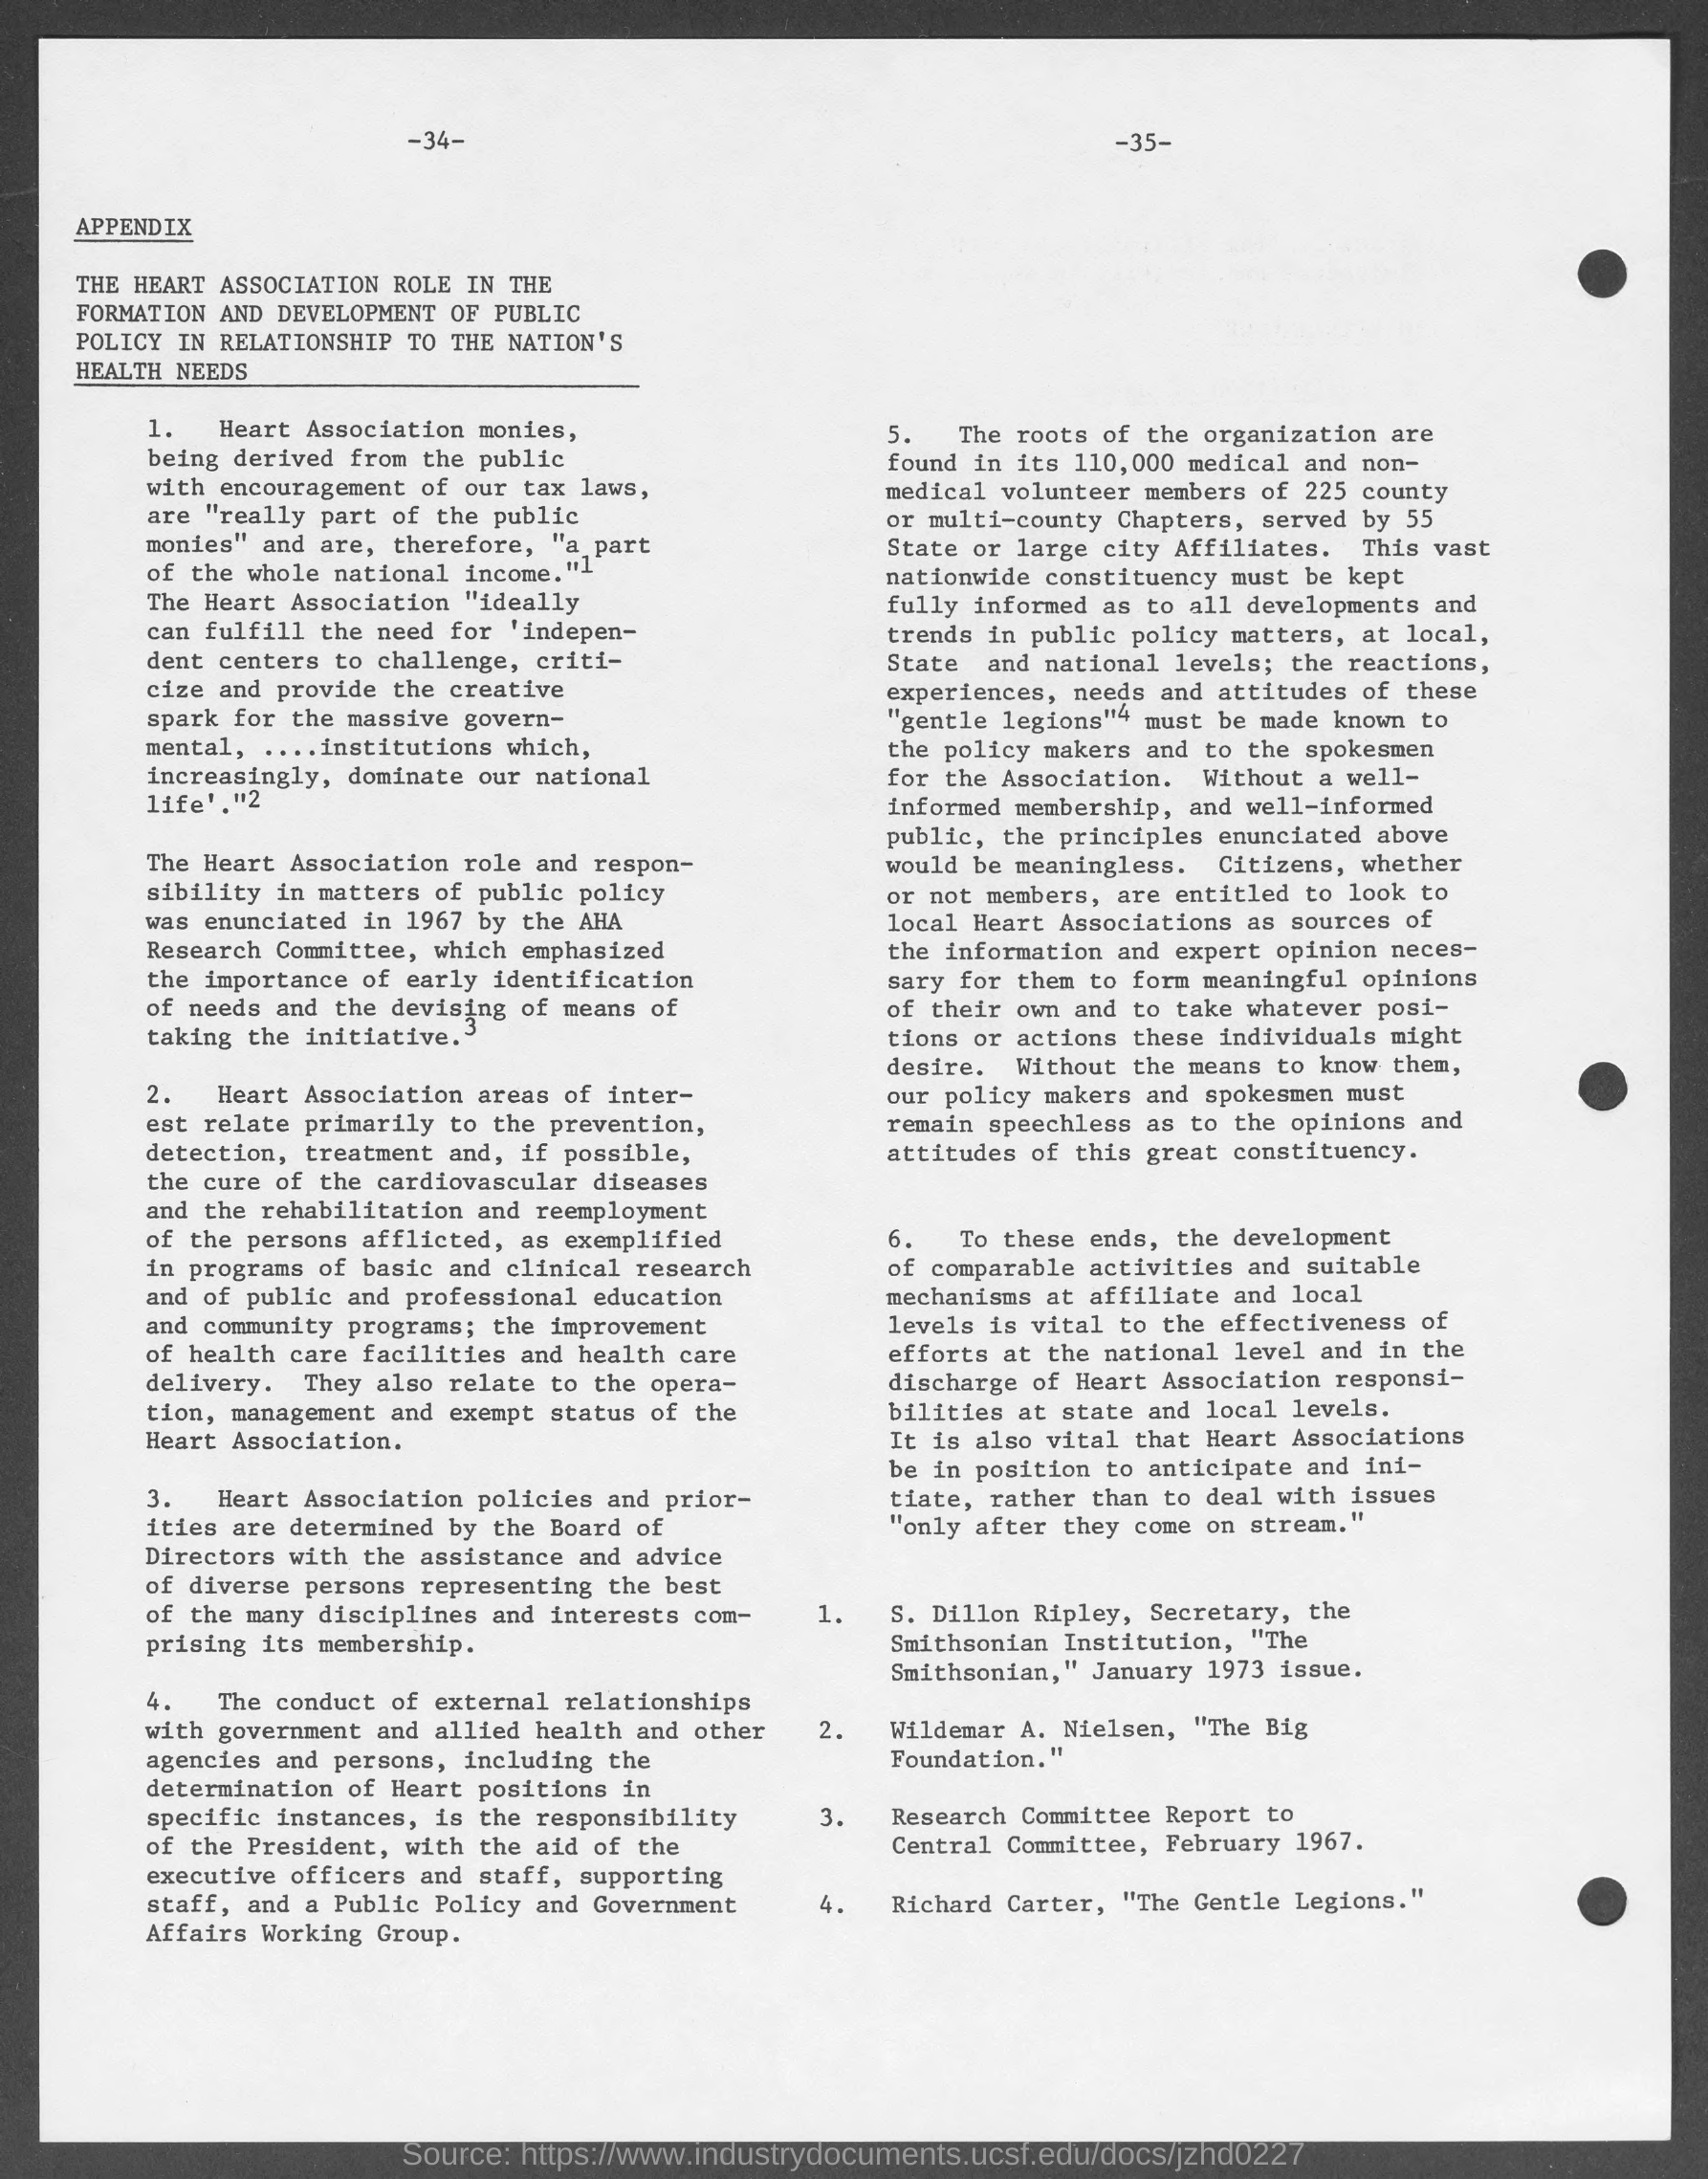 -34-
APPENDIX
THE HEART ASSOCIATION ROLE IN THE
FORMATION AND DEVELOPMENT OF PUBLIC
POLICY IN RELATIONSHIP TO THE NATION'S
HEALTH NEEDS
1. Heart Association monies,
being derived from the public
with encouragement of our tax laws,
are "really part of the public
monies" and are, therefore, "a part
of the whole national income."1
The Heart Association "ideally
can fulfill the need for 'indepen-
dent centers to challenge, criti-
cize and provide the creative
spark for the massive govern-
mental, ....institutions which,
increasingly, dominate our national
life'."2
The Heart Association role and respon-
sibility in matters of public policy
was enunciated in 1967 by the AHA
Research Committee, which emphasized
the importance of early identification
of needs and the devising of means of
taking the initiative.3
2. Heart Association areas of inter-
est relate primarily to the prevention,
detection, treatment and, if possible,
the cure of the cardiovascular diseases
and the rehabilitation and reemployment
of the persons afflicted, as exemplified
in programs of basic and clinical research
and of public and professional education
and community programs; the improvement
of health care facilities and health care
delivery. They also relate to the opera-
tion, management and exempt status of the
Heart Association.
3. Heart Association policies and prior-
ities are determined by the Board of
Directors with the assistance and advice
of diverse persons representing the best
of the many disciplines and interests com-
prising its membership.
4. The conduct of external relationships
with government and allied health and other
agencies and persons, including the
determination of Heart positions in
specific instances, is the responsibility
of the President, with the aid of the
executive officers and staff, supporting
staff, and a Public Policy and Government
Affairs Working Group.
-35-
5. The roots of the organization are
found in its 110,000 medical and non-
medical volunteer members of 225 county
or multi-county Chapters, served by 55
State or large city Affiliates. This vast
nationwide constituency must be kept
fully informed as to all developments and
trends in public policy matters, at local,
State and national levels; the reactions,
experiences, needs and attitudes of these
"gentle legions"4 must be made known to
the policy makers and to the spokesmen
for the Association. Without a well-
informed membership, and well-informed
public, the principles enunciated above
would be meaningless. Citizens, whether
or not members, are entitled to look to
local Heart Associations as sources of
the information and expert opinion neces-
sary for them to form meaningful opinions
of their own and to take whatever posi-
tions or actions these individuals might
desire. Without the means to know them,
our policy makers and spokesmen must
remain speechless as to the opinions and
attitudes of this great constituency.
6. To these ends, the development
of comparable activities and suitable
mechanisms at affiliate and local
levels is vital to the effectiveness of
efforts at the national level and in the
discharge of Heart Association responsi-
bilities at state and local levels.
It is also vital that Heart Associations
be in position to anticipate and ini-
tiate, rather than to deal with issues
"only after they come on stream."
1. S. Dillon Ripley, Secretary, the
Smithsonian Institution, "The
Smithsonian," January 1973 issue.
2. Wildemar A. Nielsen, "The Big
Foundation."
3. Research Committee Report to
Central Committee, February 1967.
4. Richard Carter, "The Gentle Legions."
Source: https://www.industrydocuments.ucsf.edu/docs/jzhd0227